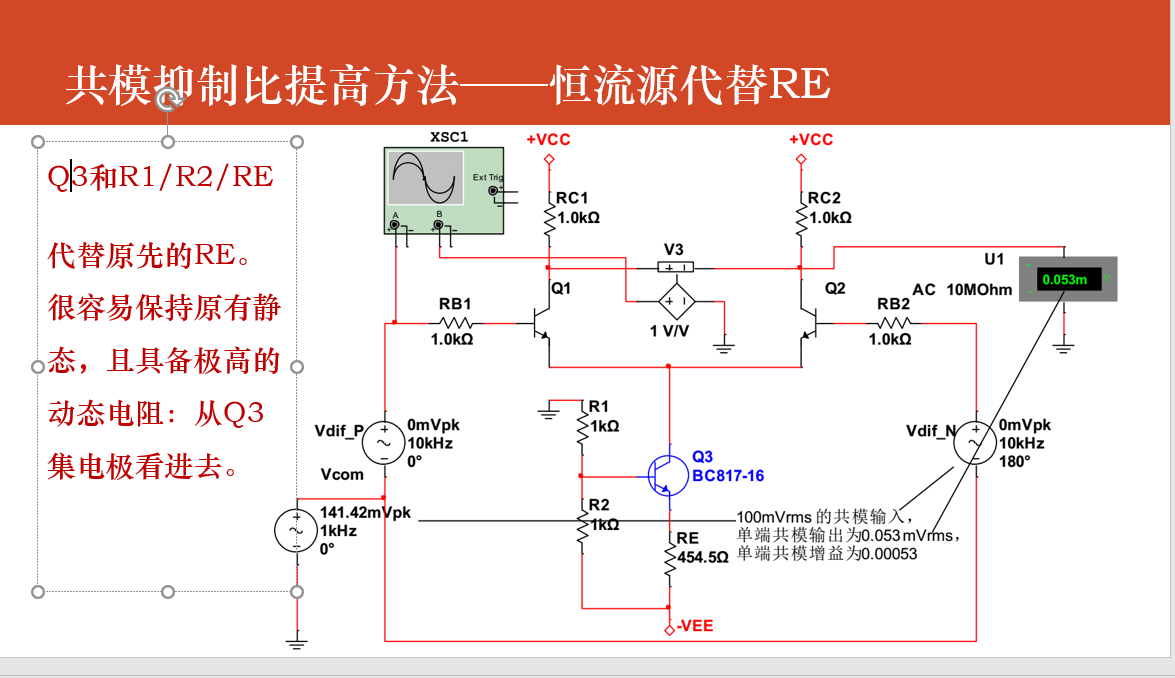 共模抑制比提高方法——恒流源代替RE
Q3和R1/R2/RE
代替原先的RE。
很容易保持原有静
态，且具备极高的
动态电阻：从Q3
集电极看进去。
XSC1
Ext Trig
A
B
+VCC
+VCC
RC1
1.0kΩ
RC2
1.0kΩ
V3
1 V/V
U1
0.053m
V
AC
10MOhm
Q1
Q2
RB1
1.0kΩ
RB2
1.0kΩ
Vdif_P
0mVpk
10kHz
0°
Vdif_N
0mVpk
10kHz
180°
Vcom
141.42mVpk
1kHz
0°
R1
1kΩ
Q3
BC817-16
R2
1kΩ
RE
454.5Ω
-VEE
100mVrms 的共模输入，
单端共模输出为0.053mVrms，
单端共模增益为0.00053